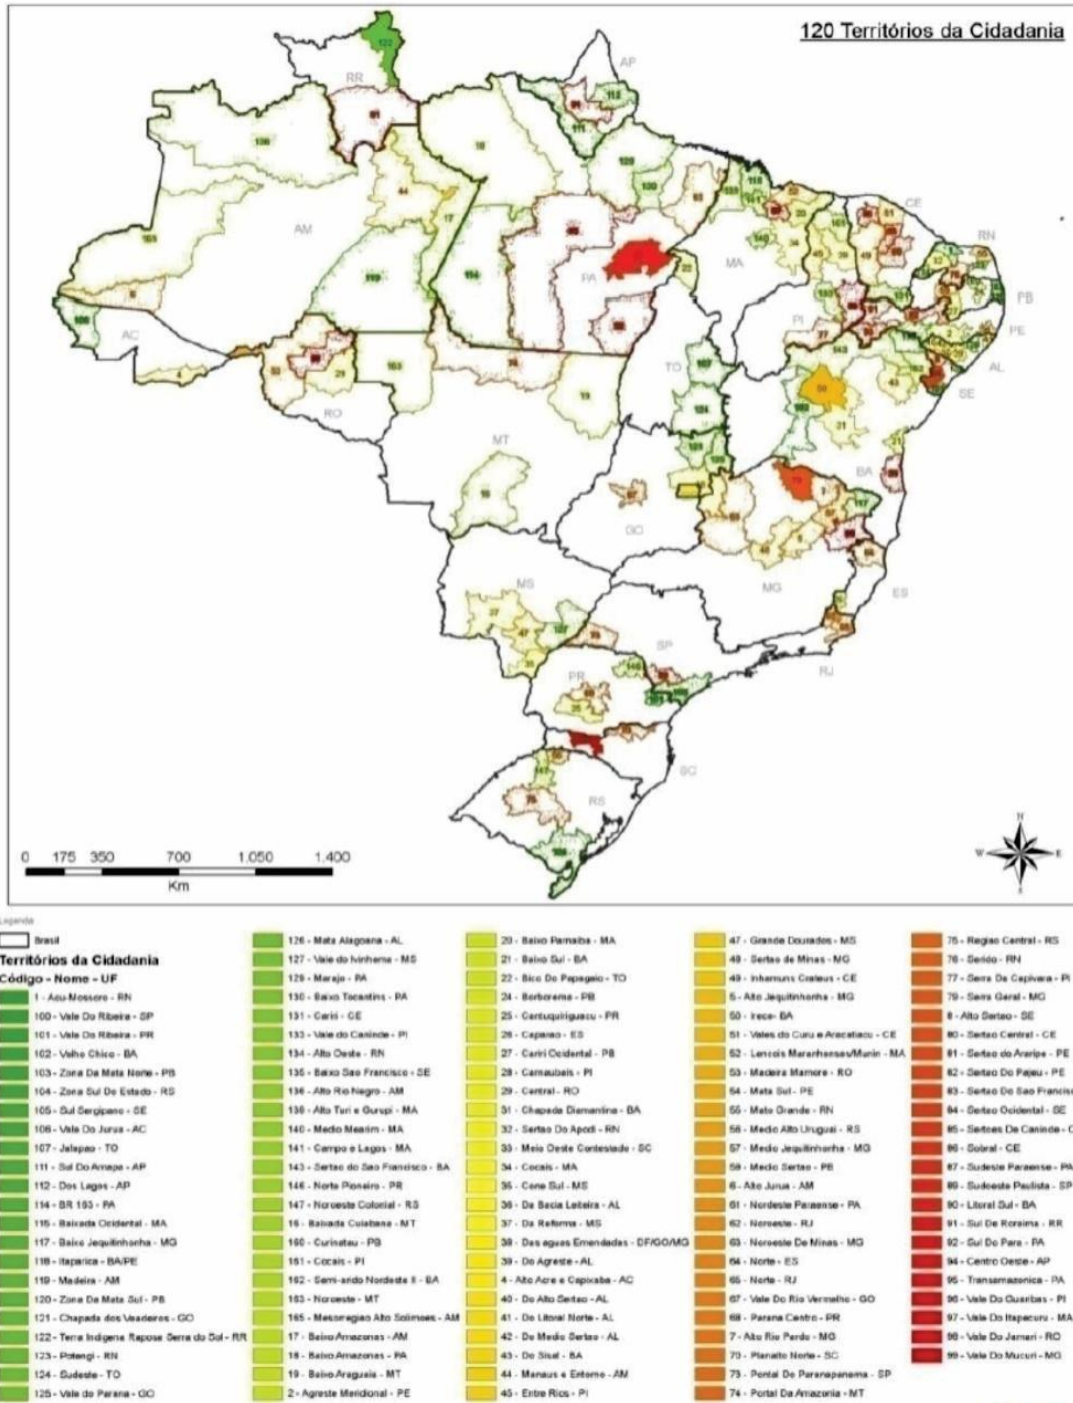 120 Territórios da Cidadania
AP
RR
AM
PA
MA
CE
RN
PB
PE
AL
SE
PI
TO
AC
RO
MT
BA
GO
MG
ES
MS
SP
RJ
PR
SC
RS
N
W
E
S
0 175 350 700 1.050 1.400
Km
Legenda
Brasil
Territórios da Cidadania
Código - Nome - UF
1 - Acu-Mossoro - RN
100 - Vale Do Ribeira - SP
101 - Vale Do Ribeira - PR
102 - Velho Chico - BA
103 - Zona Da Mata Norte - PB
104 - Zona Sul Do Estado - RS
105 - Sul Sergipano - SE
106 - Vale Do Jurua - AC
107 - Jalapao - TO
111 - Sul Do Amapa - AP
112 - Dos Lagos - AP
114 - BR 163 - PA
115 - Baixada Ocidental - MA
117 - Baixo Jequitinhonha - MG
118 - Itaparica - BA/PE
119 - Madeira - AM
120 - Zona Da Mata Sul - PB
121 - Chapada dos Veadeiros - GO
122 - Terra Indigena Raposa Serra do Sol - RR
123 - Potengi - RN
124 - Sudeste - TO
125 - Vale do Parana - GO
126 - Mata Alagoana - AL
127 - Vale do Ivinhema - MS
129 - Marajo - PA
130 - Baixo Tocantins - PA
131 - Cariri - CE
133 - Vale do Caninde - PI
134 - Alto Oeste - RN
135 - Baixo Sao Francisco - SE
136 - Alto Rio Negro - AM
138 - Alto Turi e Gurupi - MA
140 - Medio Mearim - MA
141 - Campo e Lagos - MA
143 - Sertao do Sao Francisco - BA
146 - Norte Pioneiro - PR
147 - Noroeste Colonial - RS
16 - Baixada Cuiabana - MT
160 - Curimatau - PB
161 - Cocais - PI
162 - Semi-arido Nordeste II - BA
163 - Noroeste - MT
165 - Mesorregiao Alto Solimoes - AM
17 - Baixo Amazonas - AM
18 - Baixo Amazonas - PA
19 - Baixo Araguaia - MT
2 - Agreste Meridional - PE
20 - Baixo Parnaiba - MA
21 - Baixo Sul - BA
22 - Bico Do Papagaio - TO
24 - Borborema - PB
25 - Cantuquiriguacu - PR
26 - Caparao - ES
27 - Cariri Ocidental - PB
28 - Carnaubais - PI
29 - Central - RO
31 - Chapada Diamantina - BA
32 - Sertao Do Apodi - RN
33 - Meio Oeste Contestado - SC
34 - Cocais - MA
35 - Cone Sul - MS
36 - Da Bacia Leiteira - AL
37 - Da Reforma - MS
38 - Das aguas Emendadas - DF/GO/MG
39 - Do Agreste - AL
4 - Alto Acre e Capixaba - AC
40 - Do Alto Sertao - AL
41 - Do Litoral Norte - AL
42 - Do Medio Sertao - AL
43 - Do Sisal - BA
44 - Manaus e Entorno - AM
45 - Entre Rios - PI
47 - Grande Dourados - MS
48 - Sertao de Minas - MG
49 - Inhamuns Crateus - CE
5 - Alto Jequitinhonha - MG
50 - Irece - BA
51 - Vales do Curu e Aracatiacu - CE
52 - Lencois Maranhenses/Munin - MA
53 - Madeira Mamore - RO
54 - Mata Sul - PE
55 - Mato Grande - RN
56 - Medio Alto Uruguai - RS
57 - Medio Jequitinhonha - MG
58 - Medio Sertao - PB
6 - Alto Jurua - AM
61 - Nordeste Paraense - PA
62 - Noroeste - RJ
63 - Noroeste De Minas - MG
64 - Norte - ES
65 - Norte - RJ
67 - Vale Do Rio Vermelho - GO
68 - Parana Centro - PR
7 - Alto Rio Pardo - MG
70 - Planalto Norte - SC
73 - Pontal Do Paranapanema - SP
74 - Portal Da Amazonia - MT
75 - Regiao Central - RS
76 - Serido - RN
77 - Serra Da Capivara - PI
79 - Serra Geral - MG
8 - Alto Sertao - SE
80 - Sertao Central - CE
81 - Sertao do Araripe - PE
82 - Sertao Do Pajeu - PE
83 - Sertao Do Sao Francisc
84 - Sertao Ocidental - SE
85 - Sertoes De Caninde - C
86 - Sobral - CE
87 - Sudeste Paraense - PA
89 - Sudoeste Paulista - SP
90 - Litoral Sul - BA
91 - Sul De Roraima - RR
92 - Sul Do Para - PA
94 - Centro Oeste - AP
95 - Transamazonica - PA
96 - Vale Do Guaribas - PI
97 - Vale Do Itapecuru - MA
98 - Vale Do Jamari - RO
99 - Vale Do Mucuri - MG